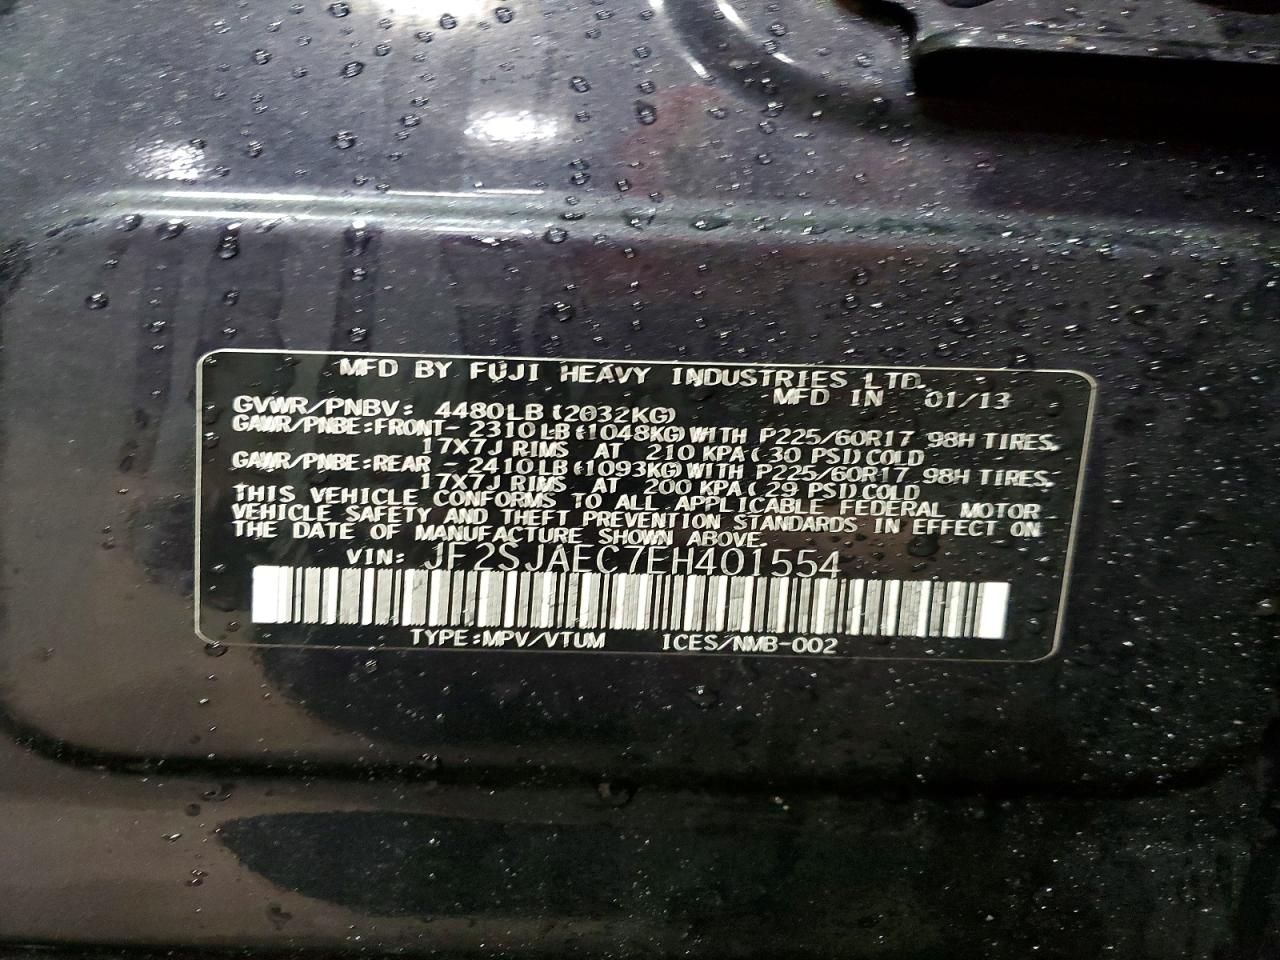 MFD BY FUJI HEAVY INDUSTRIES LTD.
MFD IN 01/13
GVWR/PNBV: 4480LB(2032KG)
GAWR/PNBE:FRONT- 2310LB(1048KG)WITH P225/60R17 98H TIRES,
17X7J RIMS AT 210 KPA(30 PSI)COLD
GAWR/PNBE:REAR - 2410LB(1093KG)WITH P225/60R17 98H TIRES,
17X7J RIMS AT 200 KPA(29 PSI)COLD
THIS VEHICLE CONFORMS TO ALL APPLICABLE FEDERAL MOTOR
VEHICLE SAFETY AND THEFT PREVENTION STANDARDS IN EFFECT ON
THE DATE OF MANUFACTURE SHOWN ABOVE.
VIN: JF2SJAEC7EH401554
TYPE:MPV/VTUM ICES/NMB-002